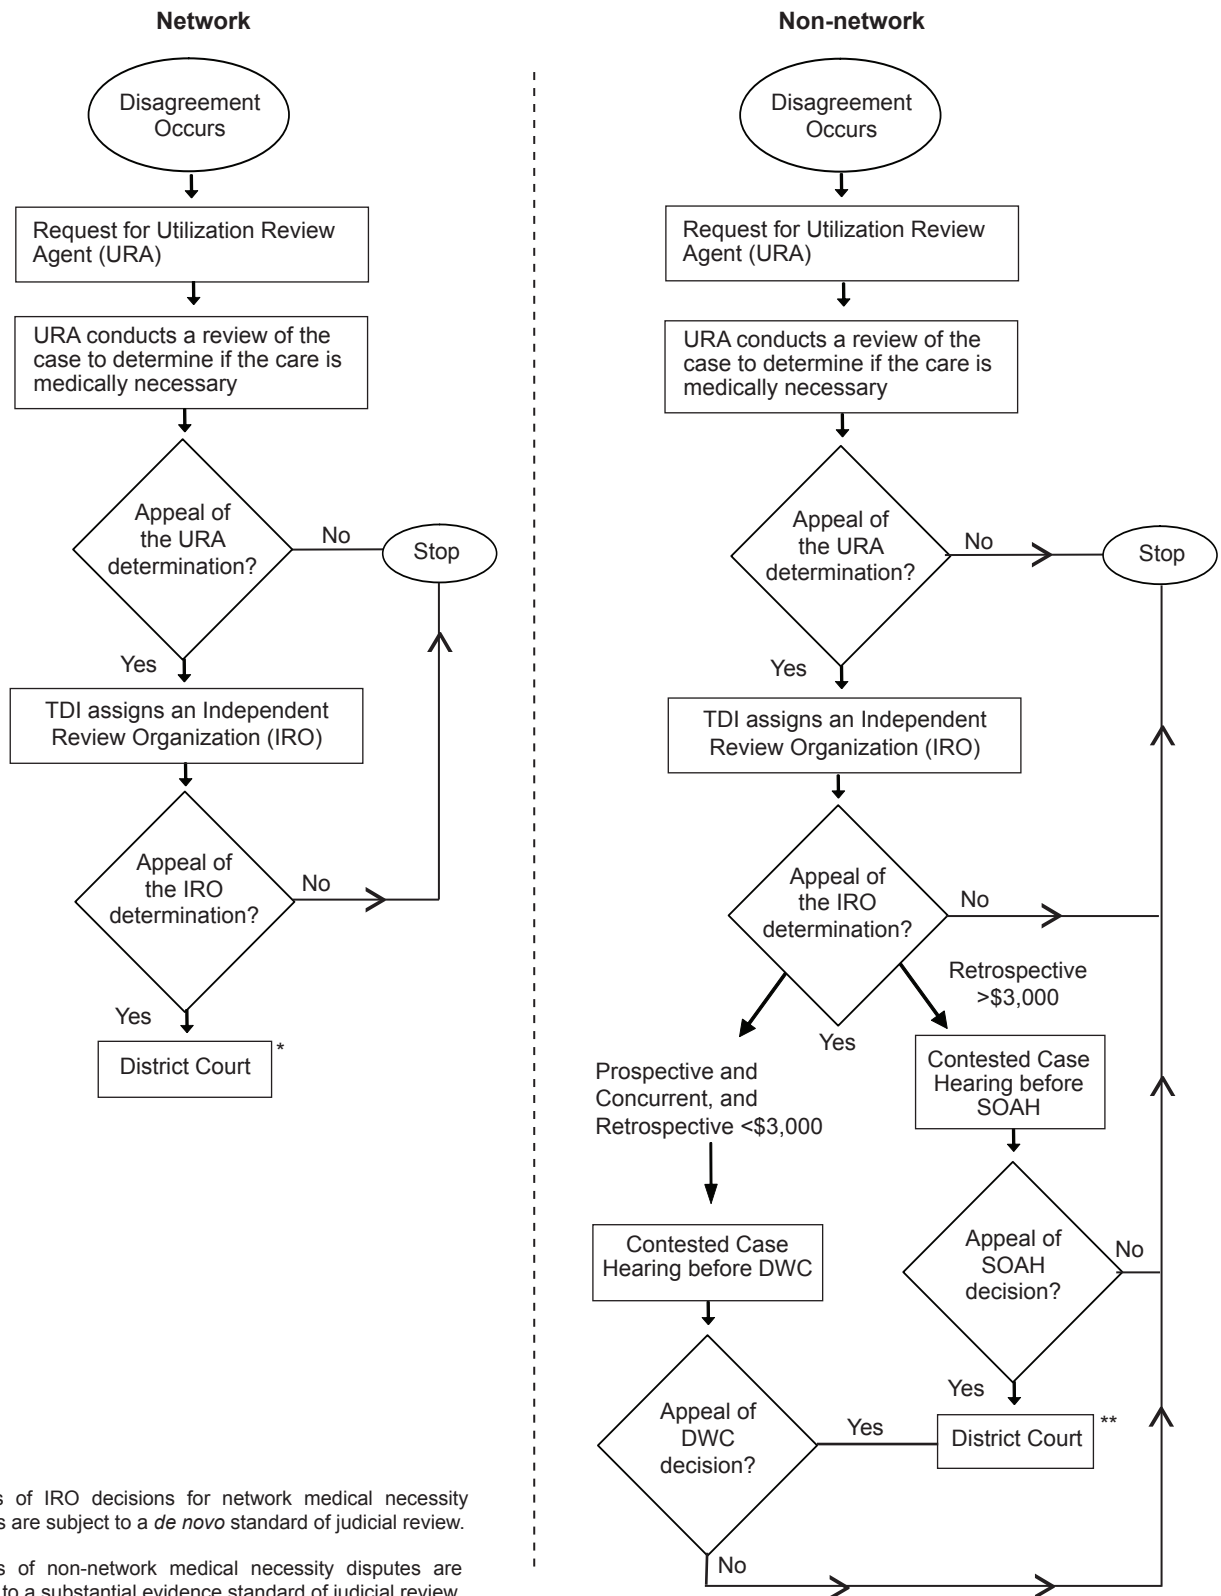 Network
Disagreement
Occurs
Request for Utilization Review
Agent (URA)
URA conducts a review of the
case to determine if the care is
medically necessary
Appeal of
the URA
determination?
No
Stop
Yes
TDI assigns an Independent
Review Organization (IRO)
Appeal of
the IRO
determination?
No
Yes
District Court *
Non-network
Disagreement
Occurs
Request for Utilization Review
Agent (URA)
URA conducts a review of the
case to determine if the care is
medically necessary
Appeal of
the URA
determination?
No
Stop
Yes
TDI assigns an Independent
Review Organization (IRO)
Appeal of
the IRO
determination?
No
Yes
Retrospective
>$3,000
Contested Case
Hearing before
SOAH
Appeal of
SOAH
decision?
No
Yes
District Court **
Prospective and
Concurrent, and
Retrospective <$3,000
Contested Case
Hearing before DWC
Appeal of
DWC
decision?
Yes
No
of IRO decisions for network medical necessity
are subject to a de novo standard of judicial review.
of non-network medical necessity disputes are
to a substantial evidence standard of judicial review.